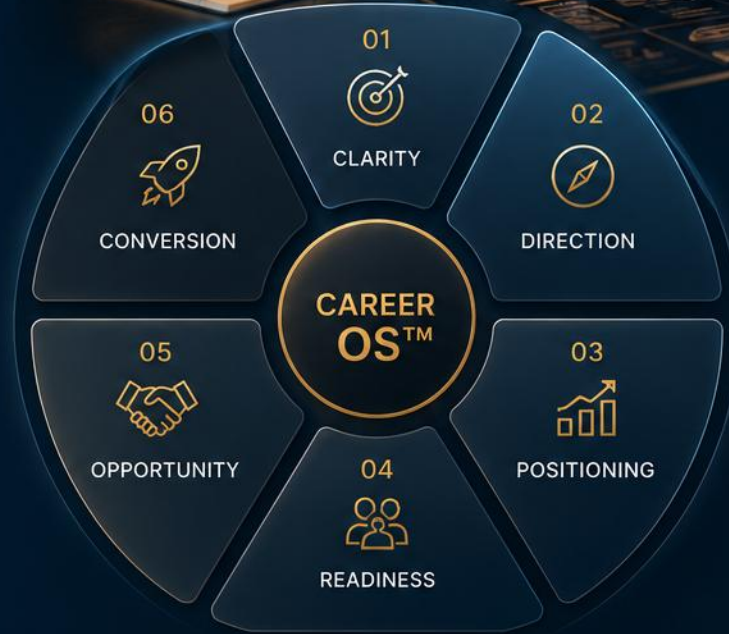 01
CLARITY
02
DIRECTION
03
POSITIONING
04
READINESS
05
OPPORTUNITY
06
CONVERSION
CAREER
OS™